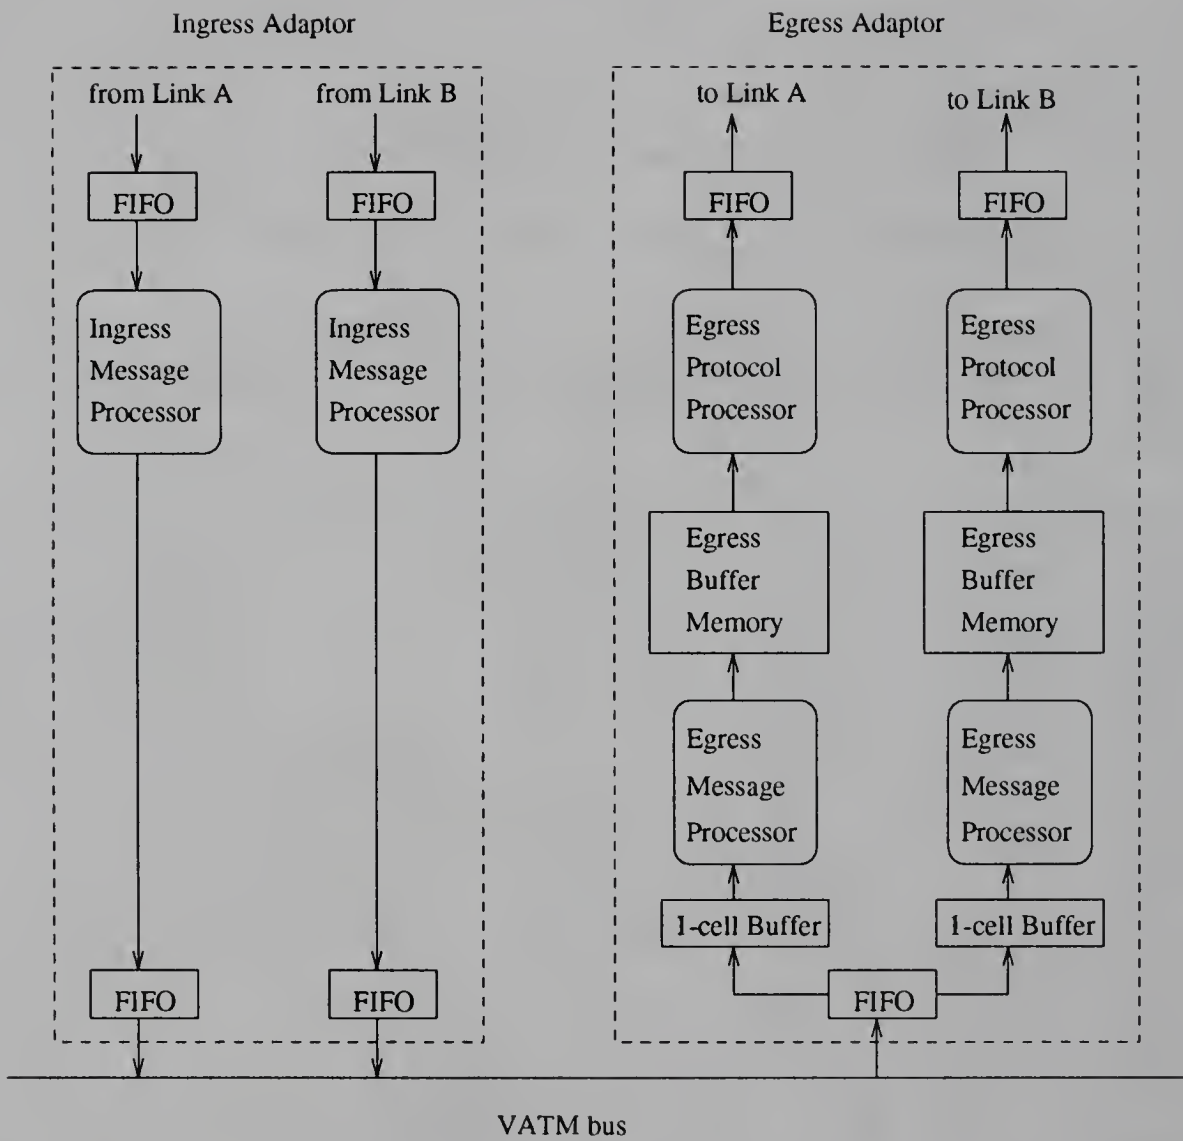 Ingress Adaptor
Egress Adaptor
from Link A
from Link B
to Link A
to Link B
FIFO
FIFO
FIFO
FIFO
Ingress
Message
Processor
Ingress
Message
Processor
Egress
Protocol
Processor
Egress
Protocol
Processor
Egress
Buffer
Memory
Egress
Buffer
Memory
Egress
Message
Processor
Egress
Message
Processor
1-cell Buffer
1-cell Buffer
FIFO
FIFO
FIFO
VATM bus